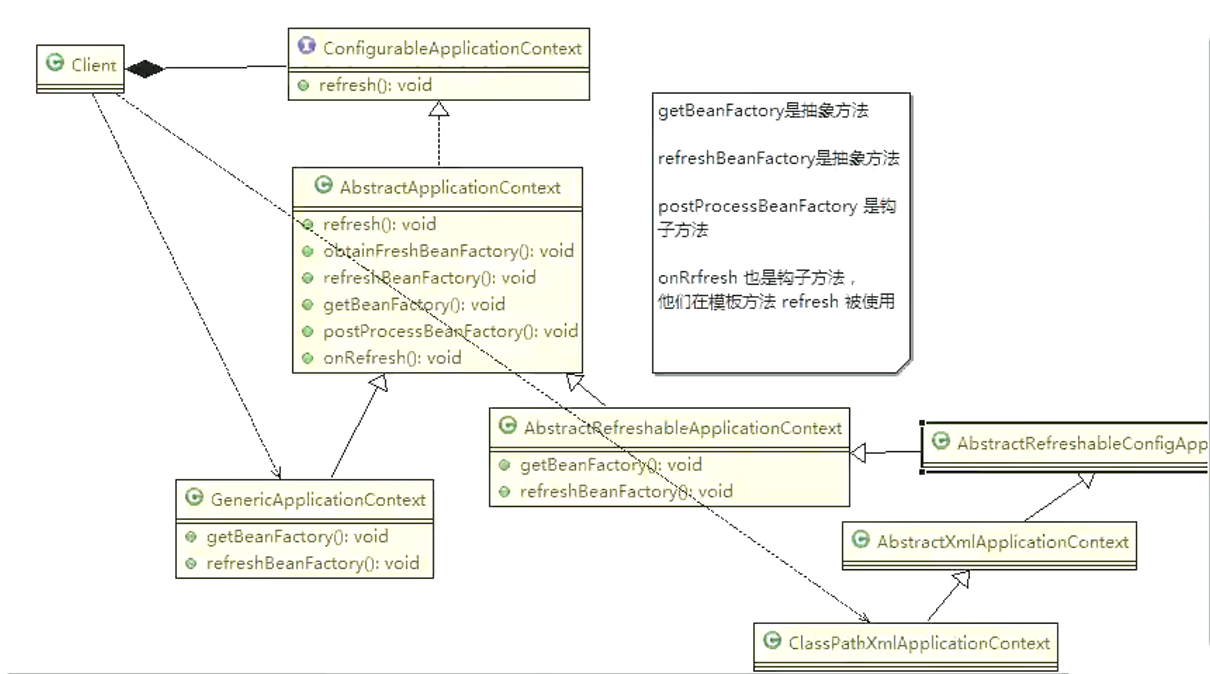 Client
ConfigurableApplicationContext
refresh(): void
AbstractApplicationContext
refresh(): void
obtainFreshBeanFactory(): void
refreshBeanFactory(): void
getBeanFactory(): void
postProcessBeanFactory(): void
onRefresh(): void
getBeanFactory是抽象方法
refreshBeanFactory是抽象方法
postProcessBeanFactory 是钩
子方法
onRrfresh 也是钩子方法，
他们在模板方法 refresh 被使用
AbstractRefreshableApplicationContext
getBeanFactory(): void
refreshBeanFactory(): void
AbstractRefreshableConfigApp
GenericApplicationContext
getBeanFactory(): void
refreshBeanFactory(): void
AbstractXmlApplicationContext
ClassPathXmlApplicationContext